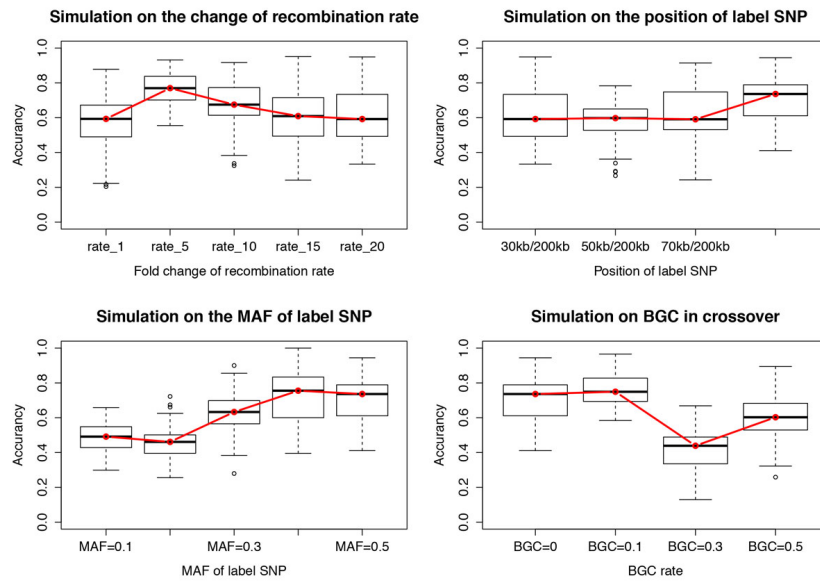 Simulation on the change of recombination rate
Accurancy
0.0 0.2 0.4 0.6 0.8 1.0
rate_1 rate_5 rate_10 rate_15 rate_20
Fold change of recombination rate
Simulation on the position of label SNP
Accurancy
0.0 0.2 0.4 0.6 0.8 1.0
30kb/200kb 50kb/200kb 70kb/200kb
Position of label SNP
Simulation on the MAF of label SNP
Accurancy
0.0 0.2 0.4 0.6 0.8 1.0
MAF=0.1 MAF=0.3 MAF=0.5
MAF of label SNP
Simulation on BGC in crossover
Accurancy
0.0 0.2 0.4 0.6 0.8 1.0
BGC=0 BGC=0.1 BGC=0.3 BGC=0.5
BGC rate